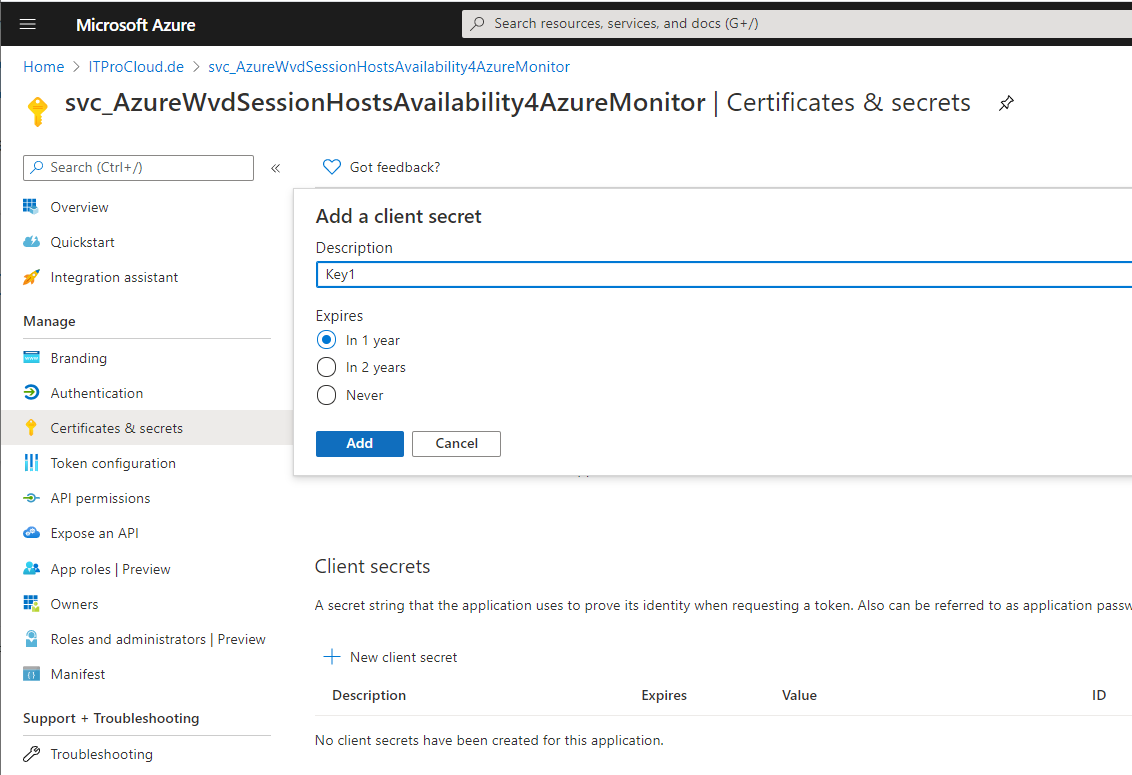 Microsoft Azure
Search resources, services, and docs (G+/)
Home > ITProCloud.de > svc_AzureWvdSessionHostsAvailability4AzureMonitor
svc_AzureWvdSessionHostsAvailability4AzureMonitor | Certificates & secrets
Search (Ctrl+/)
«
Got feedback?
Overview
Quickstart
Integration assistant
Manage
Branding
Authentication
Certificates & secrets
Token configuration
API permissions
Expose an API
App roles | Preview
Owners
Roles and administrators | Preview
Manifest
Support + Troubleshooting
Troubleshooting
Add a client secret
Description
Key1
Expires
In 1 year
In 2 years
Never
Add Cancel
Client secrets
A secret string that the application uses to prove its identity when requesting a token. Also can be referred to as application passw
New client secret
Description Expires Value ID
No client secrets have been created for this application.